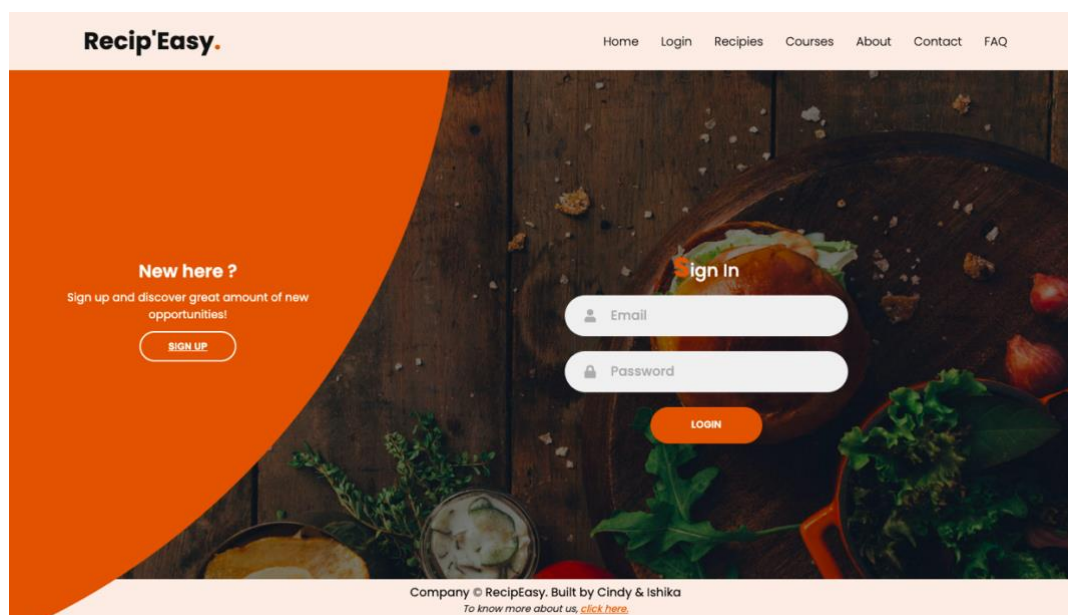 Recip'Easy.
Home Login Recipies Courses About Contact FAQ
New here ?
Sign up and discover great amount of new
opportunities!
SIGN UP
Sign In
Email
Password
LOGIN
Company © RecipEasy. Built by Cindy & Ishika
To know more about us, click here.